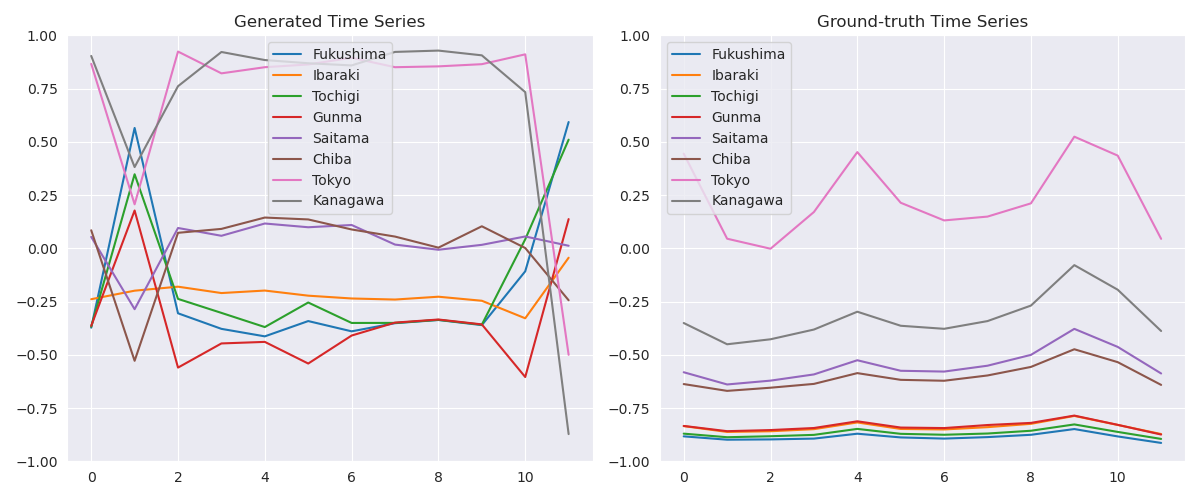 Generated Time Series
1.00
0.75
0.50
0.25
0.00
−0.25
−0.50
−0.75
−1.00
0 2 4 6 8 10
Fukushima
Ibaraki
Tochigi
Gunma
Saitama
Chiba
Tokyo
Kanagawa
Ground-truth Time Series
1.00
0.75
0.50
0.25
0.00
−0.25
−0.50
−0.75
−1.00
0 2 4 6 8 10
Fukushima
Ibaraki
Tochigi
Gunma
Saitama
Chiba
Tokyo
Kanagawa